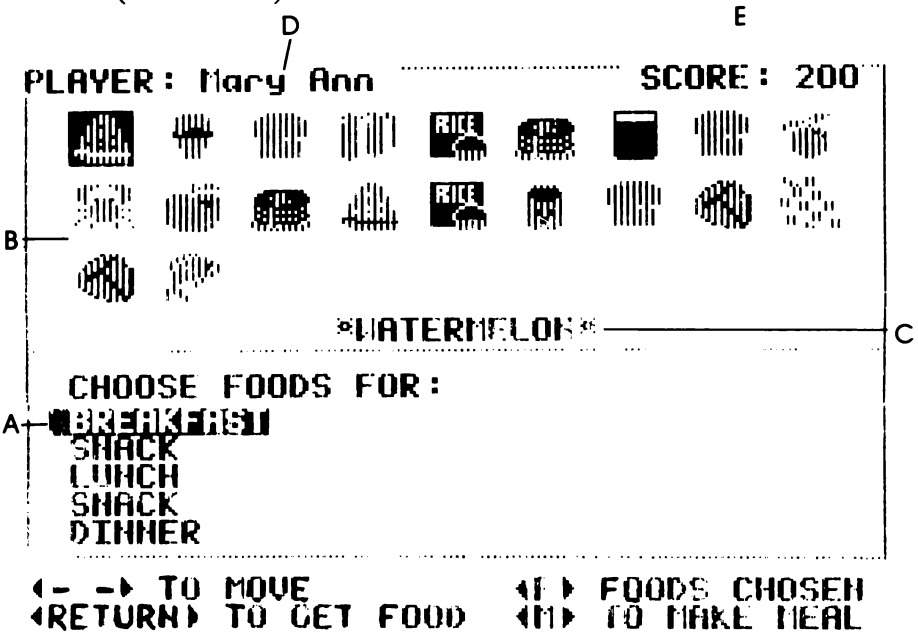 D
E
PLAYER: Mary Ann SCORE: 200
RICE
RICE
B
*WATERMELON*
C
CHOOSE FOODS FOR:
A
BREAKFAST
SNACK
LUNCH
SNACK
DINNER
<- -> TO MOVE <F> FOODS CHOSEN
<RETURN> TO GET FOOD <M> TO MAKE MEAL